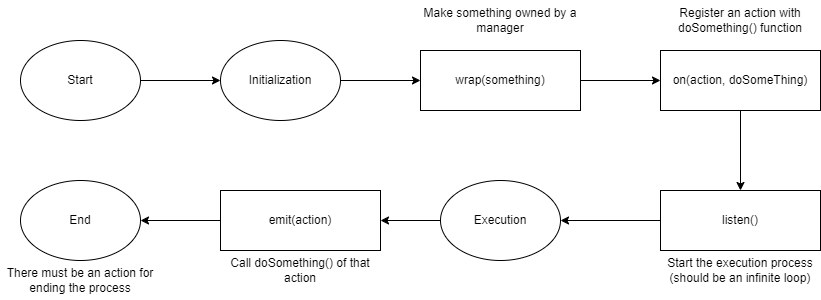 Make something owned by a
manager
Register an action with
doSomething() function
Start
Initialization
wrap(something)
on(action, doSomeThing)
End
emit(action)
Execution
listen()
There must be an action for
ending the process
Call doSomething() of that
action
Start the execution process
(should be an infinite loop)